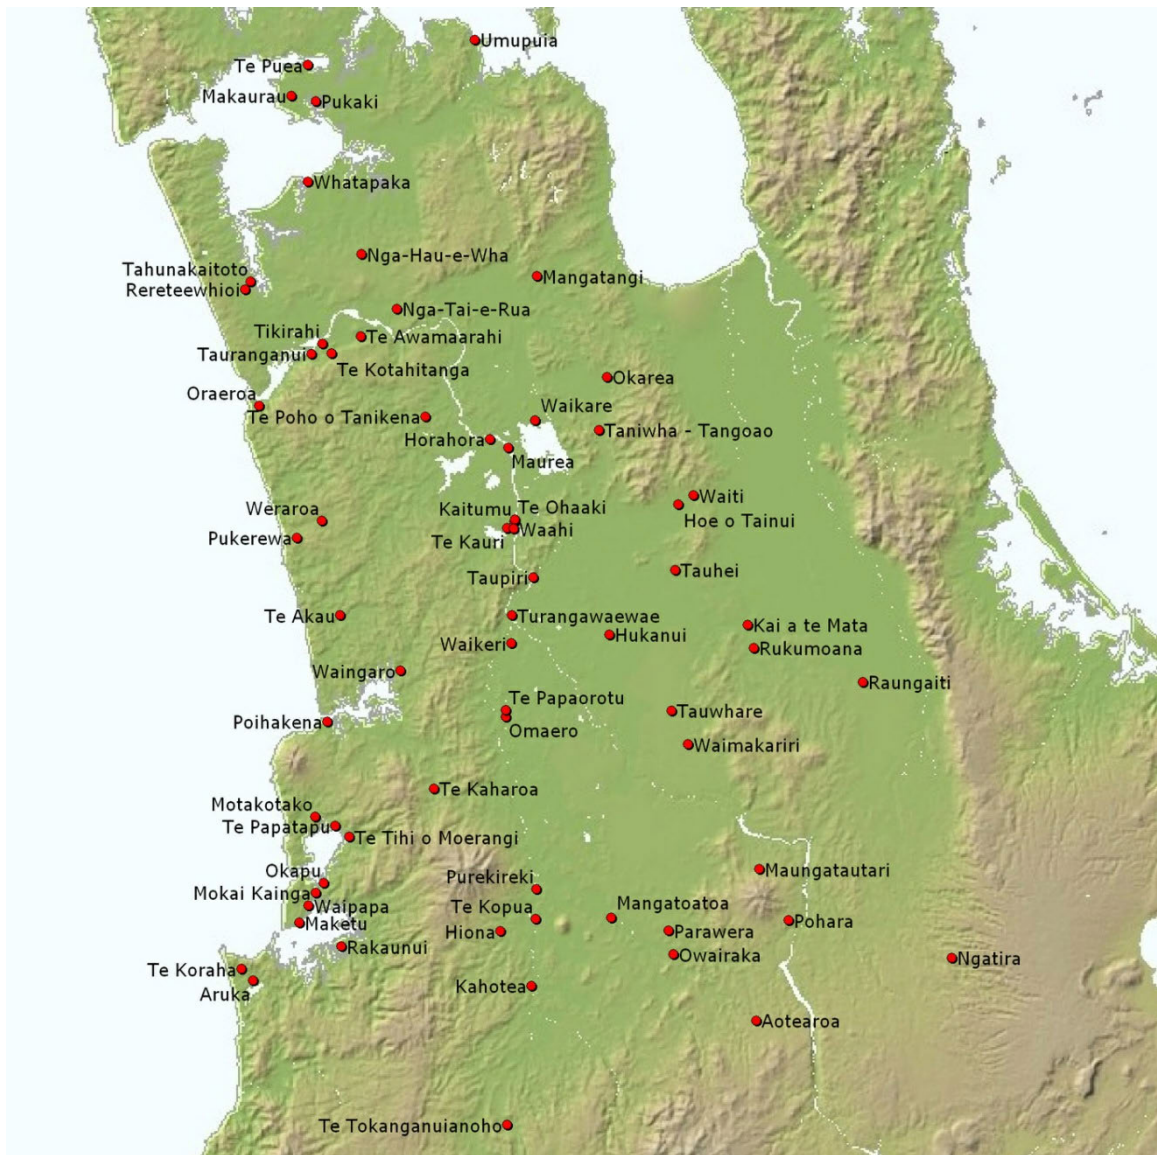 Umupuia
Te Puea
Makaurau
Pukaki
Whatapaka
Nga-Hau-e-Wha
Tahunakaitoto
Mangatangi
Rereteewhioi
Nga-Tai-e-Rua
Tikirahi
Te Awamaarahi
Tauranganui
Te Kotahitanga
Okarea
Oraeroa
Waikare
Te Poho o Tanikena
Taniwha - Tangoao
Horahora
Maurea
Waiti
Kaitumu
Te Ohaaki
Hoe o Tainui
Weraroa
Waahi
Pukerewa
Te Kauri
Tauhei
Taupiri
Te Akau
Turangawaewae
Kai a te Mata
Hukanui
Waikeri
Rukumoana
Waingaro
Raungaiti
Te Papaorotu
Tauwhare
Poihakena
Omaero
Waimakariri
Te Kaharoa
Motakotako
Te Papatapu
Te Tihi o Moerangi
Okapu
Purekireki
Maungatautari
Mokai Kainga
Waipapa
Te Kopua
Mangatoatoa
Maketu
Pohara
Hiona
Parawera
Rakaunui
Owairaka
Ngatira
Te Koraha
Aruka
Kahotea
Aotearoa
Te Tokanganuianoho